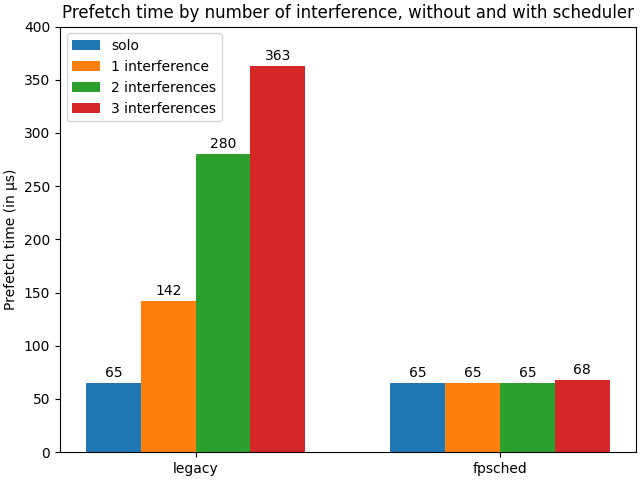 Prefetch time by number of interference, without and with scheduler
400
350
300
250
200
150
100
50
0
Prefetch time (in µs)
solo
1 interference
2 interferences
3 interferences
65
142
280
363
65
65
65
68
legacy
fpsched